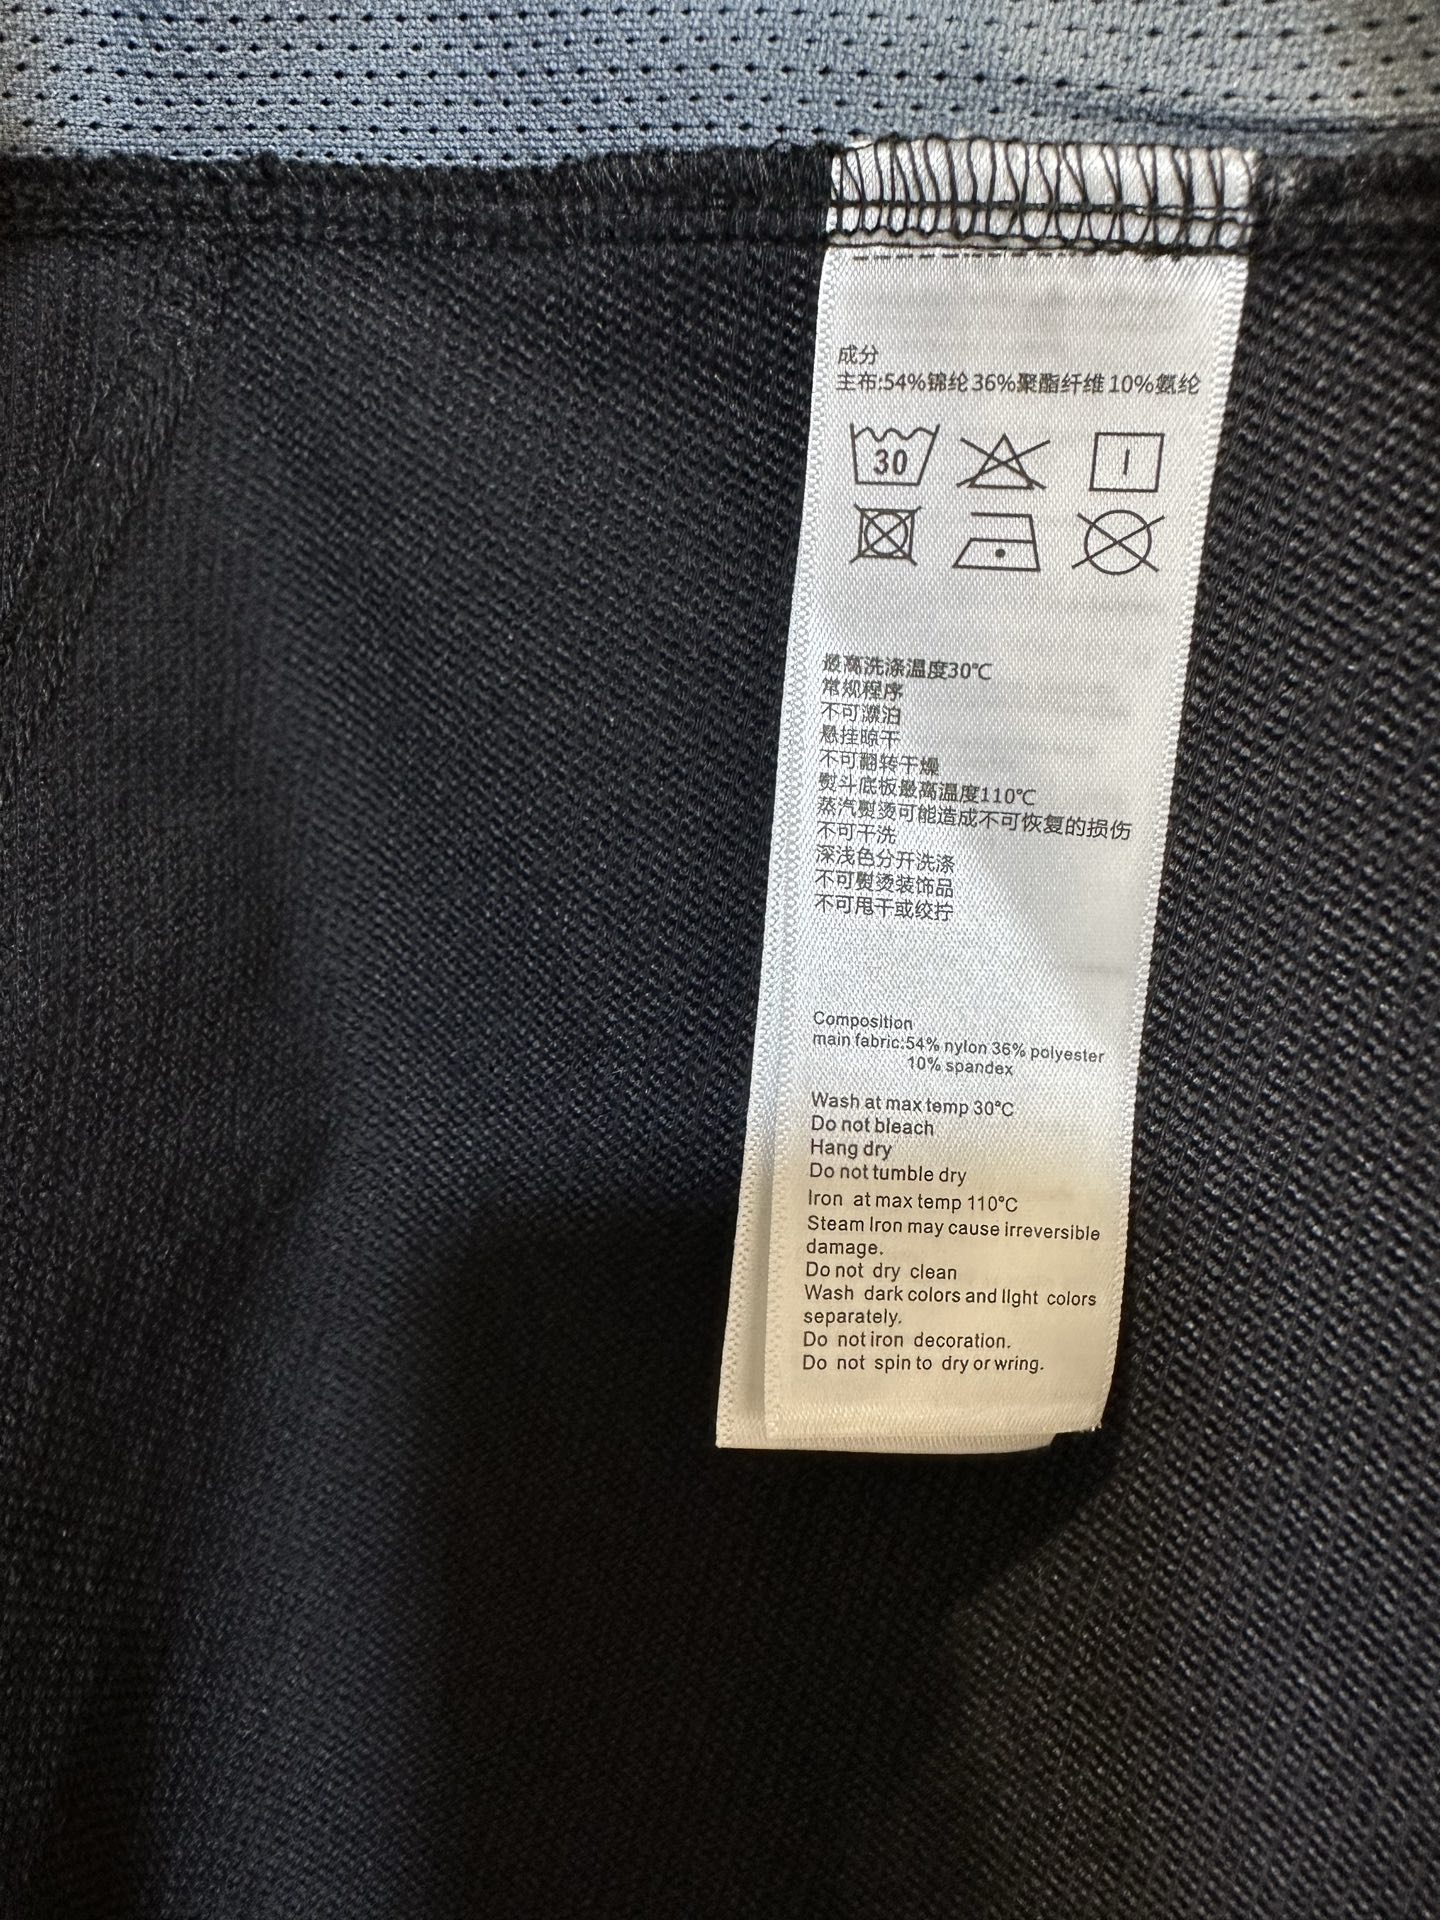 成分
主布:54%锦纶 36%聚酯纤维 10%氨纶
30
最高洗涤温度30℃
常规程序
不可漂泊
悬挂晾干
不可翻转干燥
熨斗底板最高温度110℃
蒸汽熨烫可能造成不可恢复的损伤
不可干洗
深浅色分开洗涤
不可熨烫装饰品
不可甩干或绞拧
Composition
main fabric:54% nylon 36% polyester
10% spandex
Wash at max temp 30°C
Do not bleach
Hang dry
Do not tumble dry
Iron at max temp 110°C
Steam Iron may cause irreversible
damage.
Do not dry clean
Wash dark colors and lIght colors
separately.
Do not iron decoration.
Do not spin to dry or wring.